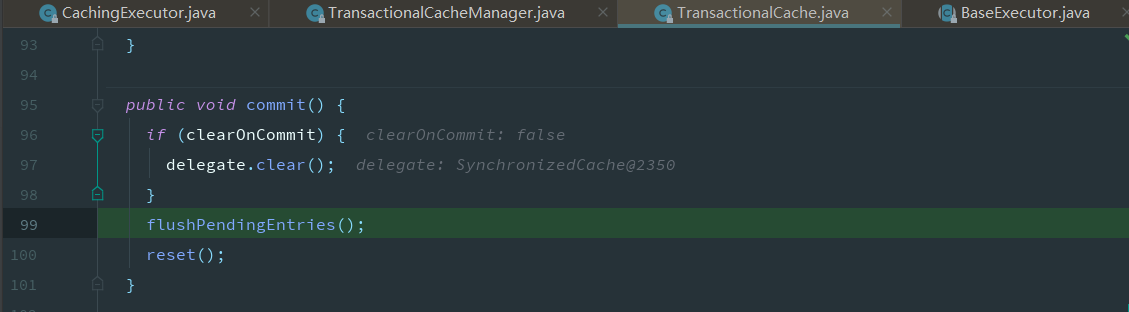 CachingExecutor.java TransactionalCacheManager.java TransactionalCache.java BaseExecutor.java
93 }
94
95 public void commit() {
96 if (clearOnCommit) { clearOnCommit: false
97 delegate.clear(); delegate: SynchronizedCache@2350
98 }
99 flushPendingEntries();
100 reset();
101 }